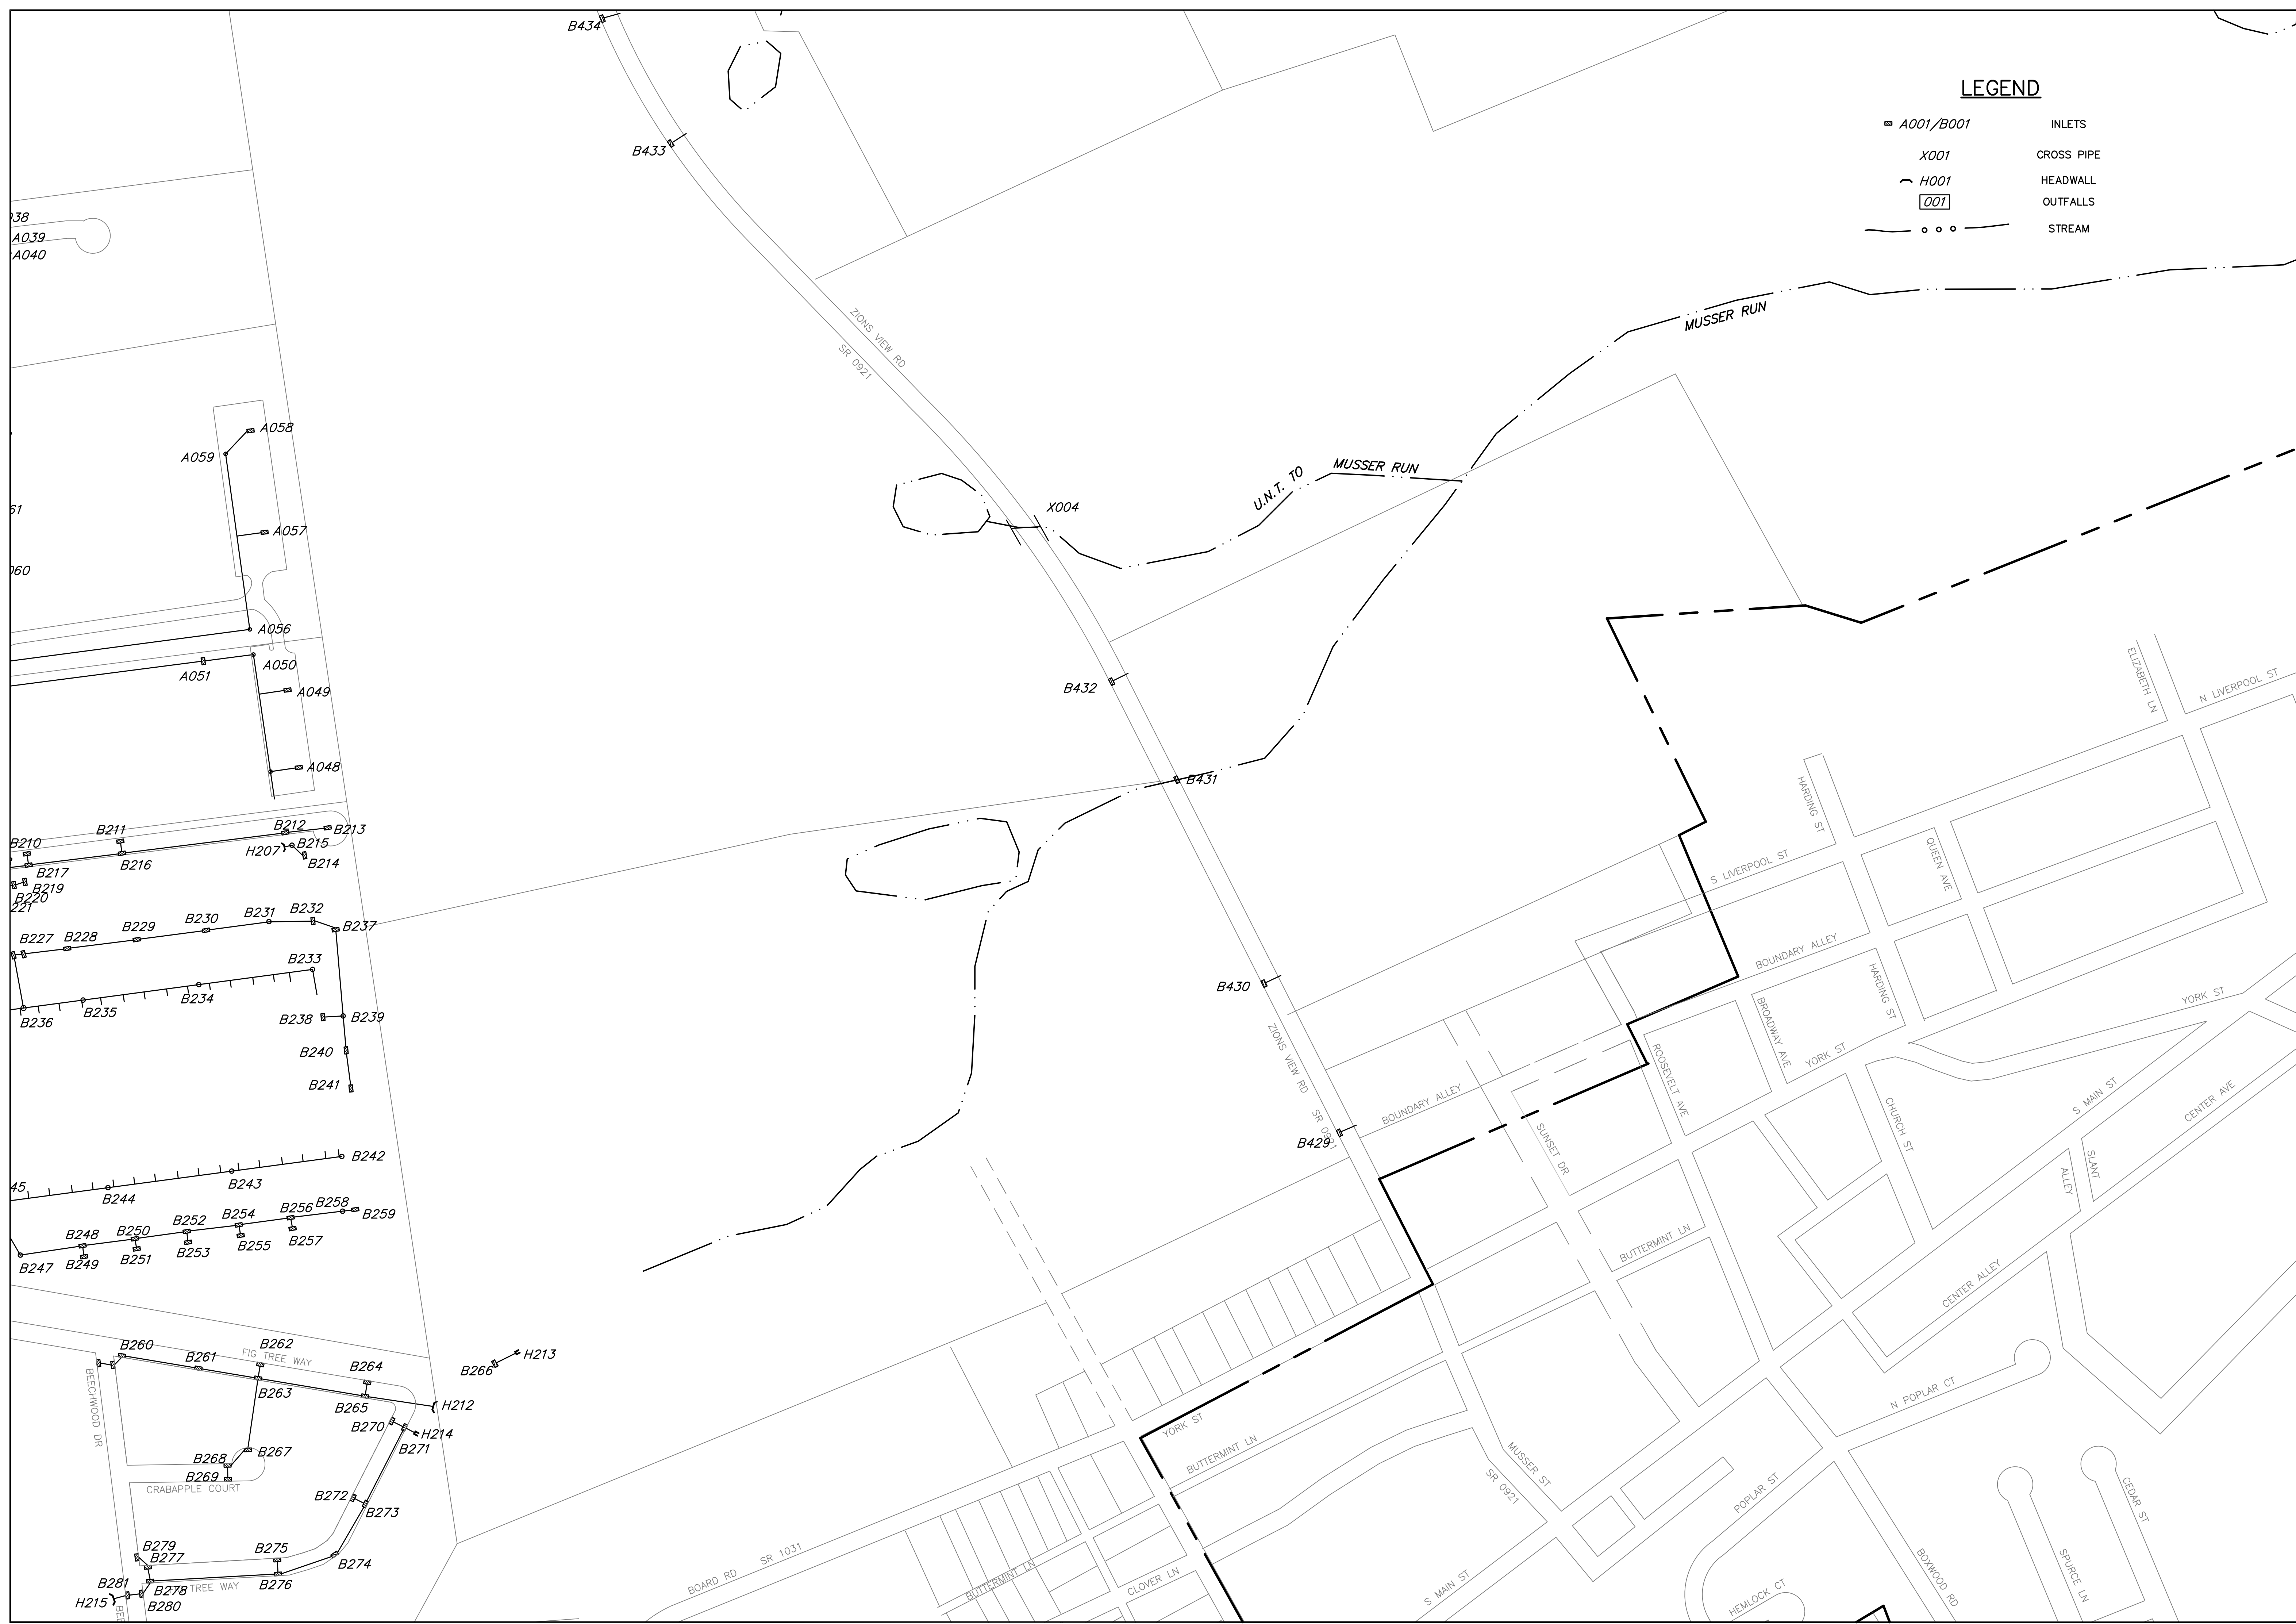 B434
B433
LEGEND
A001/B001 INLETS
X001 CROSS PIPE
H001 HEADWALL
001 OUTFALLS
STREAM
A039
A040
ZIONS VIEW RD
SR 0921
MUSSER RUN
A058
A059
A057
U.N.T. TO MUSSER RUN
X004
A056
A050
A051
A049
A048
B432
B431
ELIZABETH LN
N LIVERPOOL ST
HARDING ST
QUEEN AVE
S LIVERPOOL ST
B210
B211
B212
B213
B215
H207
B214
B216
B217
B219
B220
B227
B228
B229
B230
B231
B232
B237
B233
B234
B235
B236
B238
B239
B240
B241
B430
ZIONS VIEW RD
SR 0921
B429
BOUNDARY ALLEY
BOUNDARY ALLEY
BROADWAY AVE
HARDING ST
YORK ST
YORK ST
ROOSEVELT AVE
SUNSET DR
CHURCH ST
S MAIN ST
CENTER AVE
SLANT
ALLEY
B242
B243
B244
B247
B248
B249
B250
B251
B252
B253
B254
B255
B256
B257
B258
B259
BUTTERMINT LN
CENTER ALLEY
B260
B261
B262
FIG TREE WAY
B263
B264
B265
B266
H213
H212
BEECHWOOD DR
B270
H214
B271
B268
B267
B269
CRABAPPLE COURT
B272
B273
B274
B275
B276
B279
B277
B281
B278
TREE WAY
B280
H215
YORK ST
BUTTERMINT LN
MUSSER ST
SR 0921
N POPLAR CT
POPLAR ST
CEDAR ST
SPURCE LN
BOXWOOD RD
HEMLOCK CT
BOARD RD
SR 1031
BUTTERMINT LN
CLOVER LN
S MAIN ST